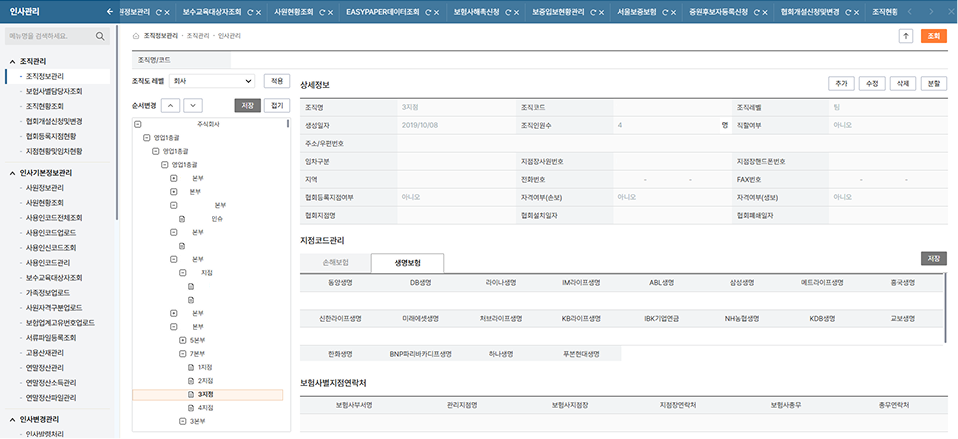 인사관리 ←
원정보관리 보수교육대상자조회 사원현황조회 EASYPAPER데이터조회 보험사해촉신청 보증입보현황관리 서울보증보험 증원후보자등록신청 협회개설신청및변경 조직현황
메뉴명을 검색하세요.
조직정보관리 · 조직관리 · 인사관리
조회
조직관리
- 조직정보관리
- 보험사별담당자조회
- 조직현황조회
- 협회개설신청및변경
- 협회등록지점현황
- 지점현황및임차현황
인사기본정보관리
- 사원정보관리
- 사원현황조회
- 사용인코드전체조회
- 사용인코드업로드
- 사용인신코드조회
- 사용인코드관리
- 보수교육대상자조회
- 가족정보업로드
- 사원자격구분업로드
- 보험업계고유번호업로드
- 서류파일등록조회
- 고용산재관리
- 연말정산관리
- 연말정산소득관리
- 연말정산파일관리
인사변경관리
- 인사발령처리
조직명/코드
조직도 레벨 회사 적용
순서변경 저장 접기
주식회사
영업1총괄
영업1총괄
영업1총괄
본부
본부
본부
인슈
본부
본부
지점
본부
본부
5본부
7본부
1지점
2지점
3지점
4지점
3본부
상세정보
추가 수정 삭제 분할
조직명 3지점 조직코드 조직레벨 팀
생성일자 2019/10/08 조직인원수 4 명 직할여부 아니오
주소/우편번호
임차구분 지점장사원번호 지점장핸드폰번호
지역 전화번호 - - FAX번호 - -
협회등록지점여부 아니오 자격여부(손보) 아니오 자격여부(생보) 아니오
협회지점명 협회설치일자 협회폐쇄일자
지점코드관리
저장
손해보험 생명보험
동양생명 DB생명 라이나생명 IM라이프생명 ABL생명 삼성생명 메트라이프생명 흥국생명
신한라이프생명 미래에셋생명 처브라이프생명 KB라이프생명 IBK기업연금 NH농협생명 KDB생명 교보생명
한화생명 BNP파리바카디프생명 하나생명 푸본현대생명
보험사별지점연락처
보험사부서명 관리지점명 보험사지점장 지점장연락처 보험사총무 총무연락처